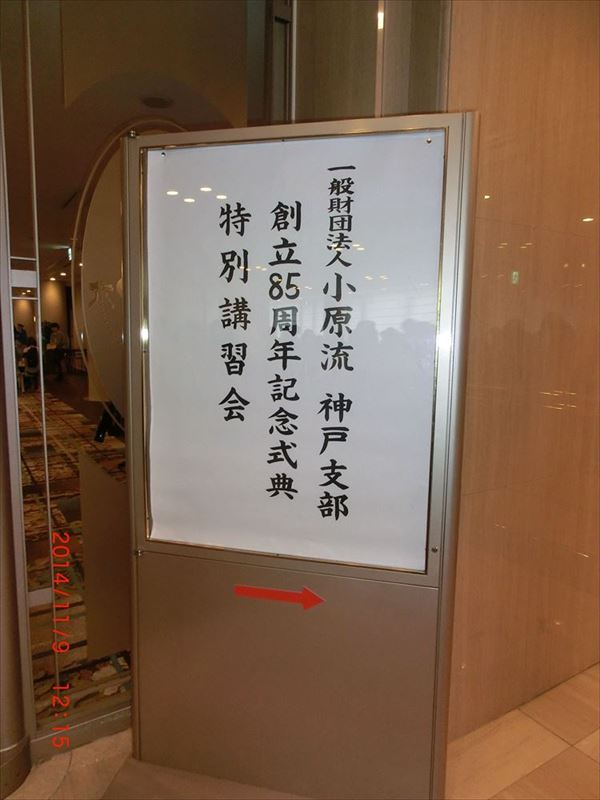 一般財団法人 小原流 神戸支部
創立85周年記念式典
特別講習会
2014/11/9 12:15